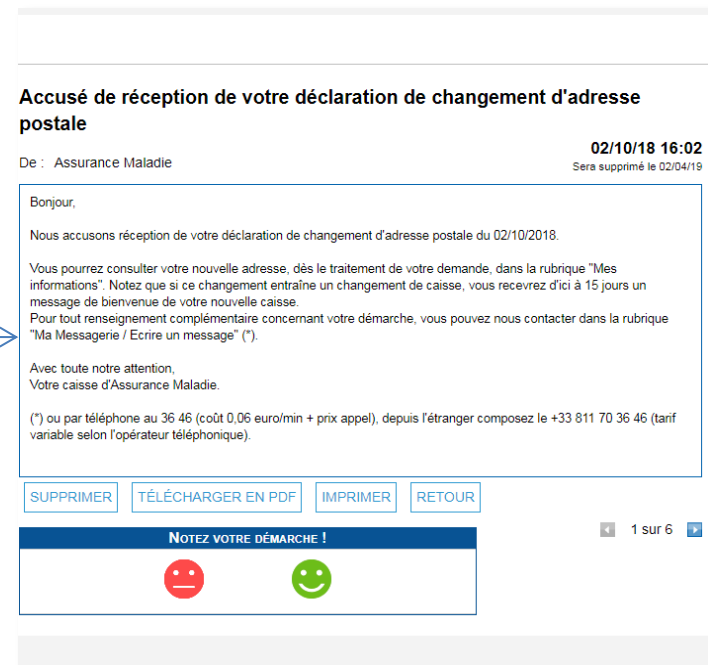 Accusé de réception de votre déclaration de changement d'adresse
postale
02/10/18 16:02
De : Assurance Maladie
Sera supprimé le 02/04/19
Bonjour,
Nous accusons réception de votre déclaration de changement d'adresse postale du 02/10/2018.
Vous pourrez consulter votre nouvelle adresse, dès le traitement de votre demande, dans la rubrique "Mes
informations". Notez que si ce changement entraîne un changement de caisse, vous recevrez d'ici à 15 jours un
message de bienvenue de votre nouvelle caisse.
Pour tout renseignement complémentaire concernant votre démarche, vous pouvez nous contacter dans la rubrique
"Ma Messagerie / Ecrire un message" (*).
Avec toute notre attention,
Votre caisse d'Assurance Maladie.
(*) ou par téléphone au 36 46 (coût 0,06 euro/min + prix appel), depuis l'étranger composez le +33 811 70 36 46 (tarif
variable selon l'opérateur téléphonique).
SUPPRIMER TÉLÉCHARGER EN PDF IMPRIMER RETOUR
1 sur 6
NOTEZ VOTRE DÉMARCHE !